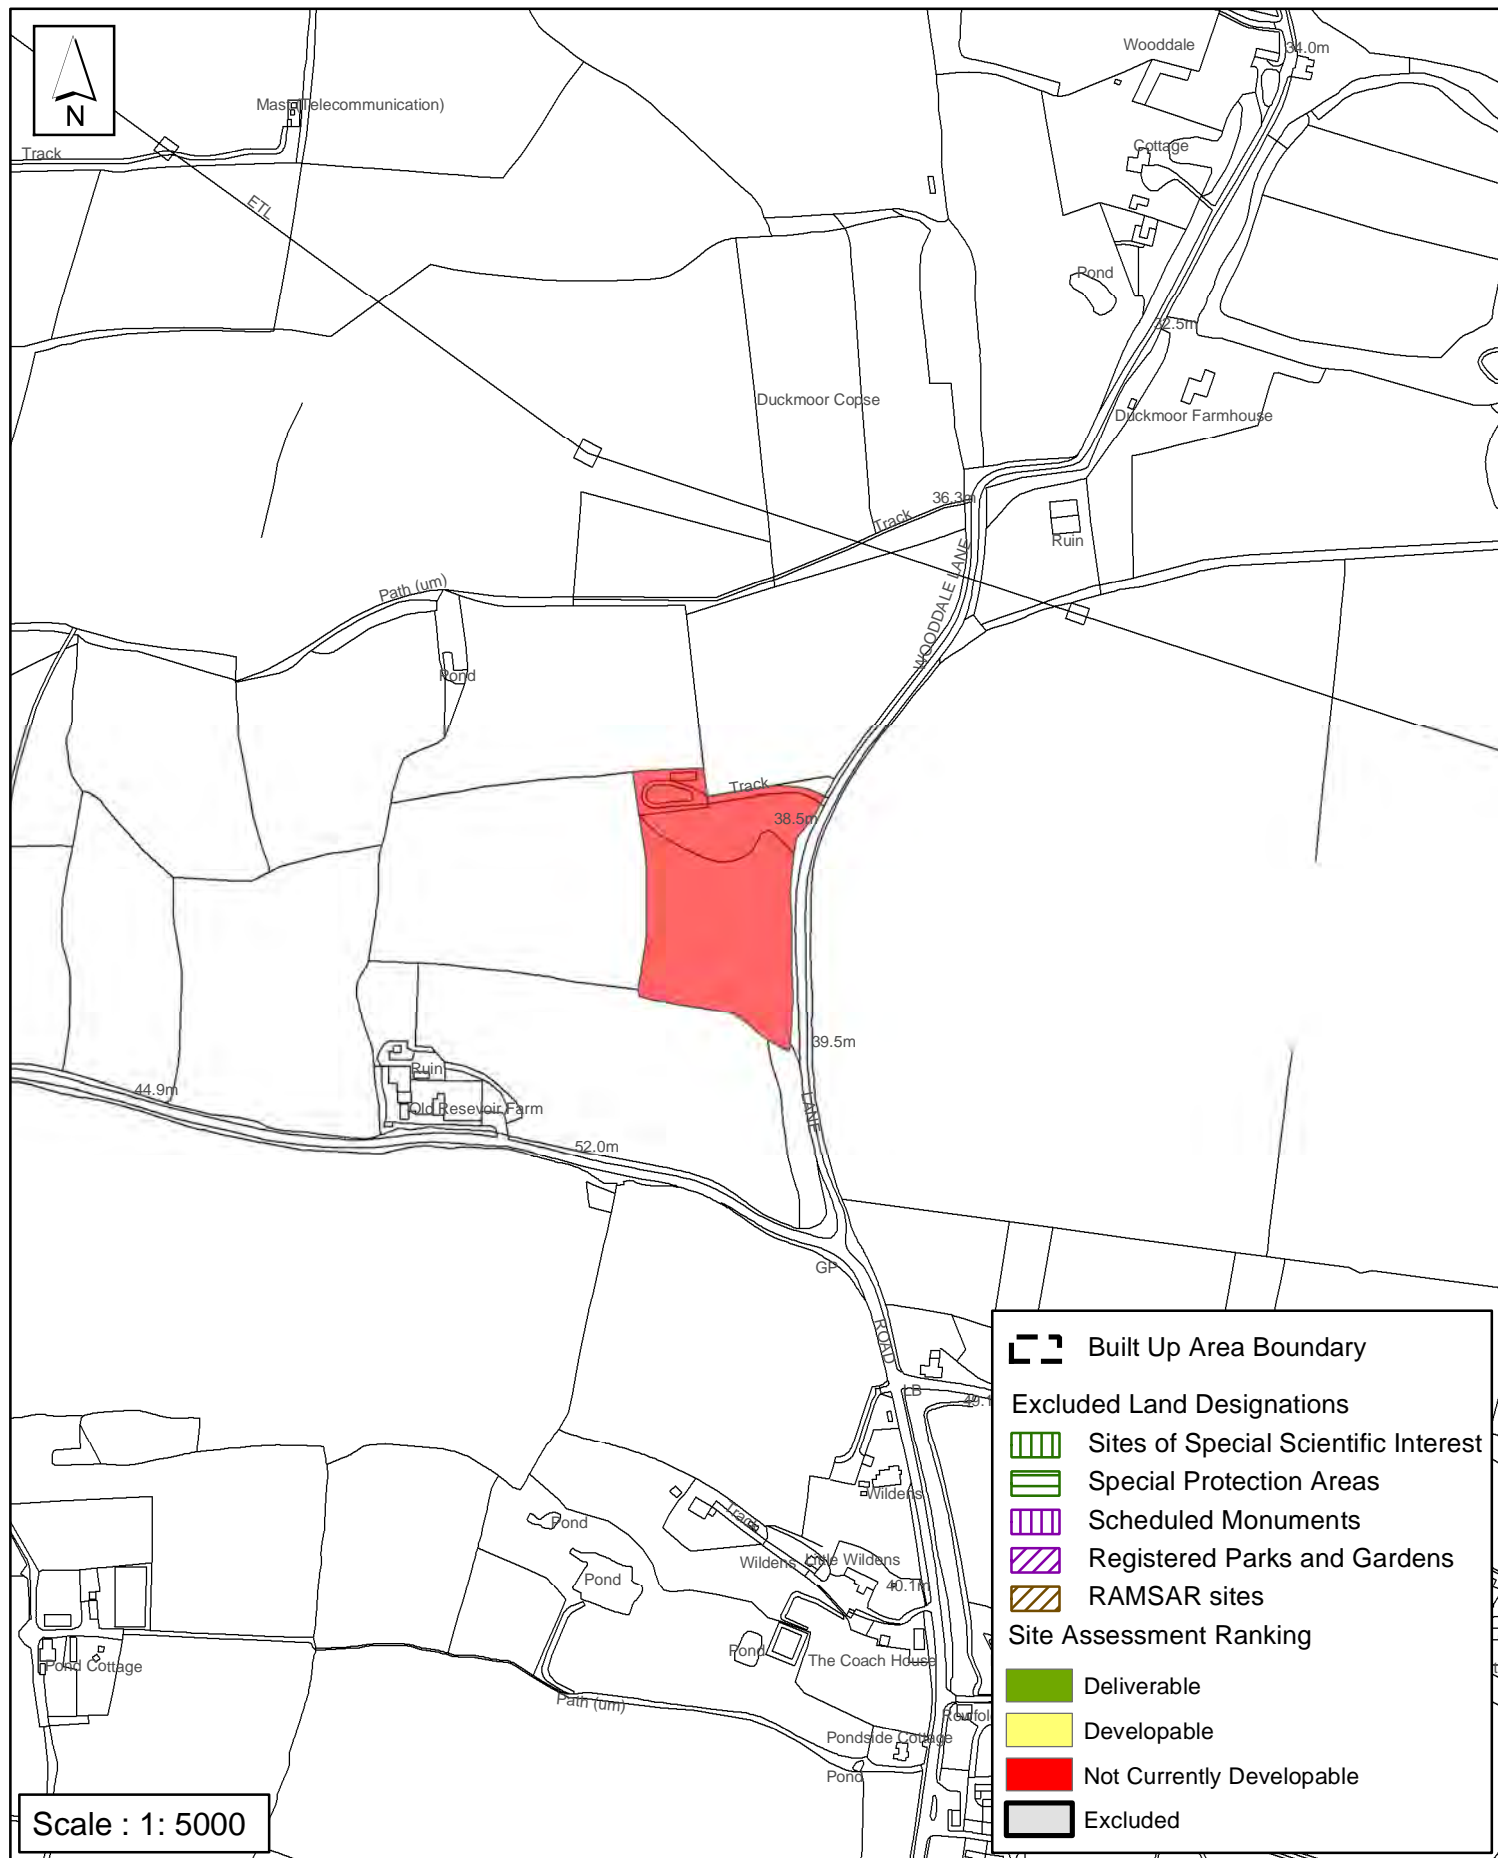 Wooddale
34.0m
N
Mast (Telecommunication)
Track
Cottage
ETL
Pond
32.5m
Duckmoor Copse
Duckmoor Farmhouse
36.3m
Track
Ruin
WOODDALE LANE
Path (um)
Pond
Track
38.5m
39.5m
Ruin
44.9m
LANE
Old Resevoir Farm
52.0m
GP
ROAD
LB
Wildens
Track
Pond
Wildens
Little Wildens
Pond
40.1m
Pond
The Coach House
Pond Cottage
Path (um)
Pondside Cottage
Pond
Built Up Area Boundary
Excluded Land Designations
Sites of Special Scientific Interest
Special Protection Areas
Scheduled Monuments
Registered Parks and Gardens
RAMSAR sites
Site Assessment Ranking
Deliverable
Developable
Not Currently Developable
Excluded
Scale : 1: 5000